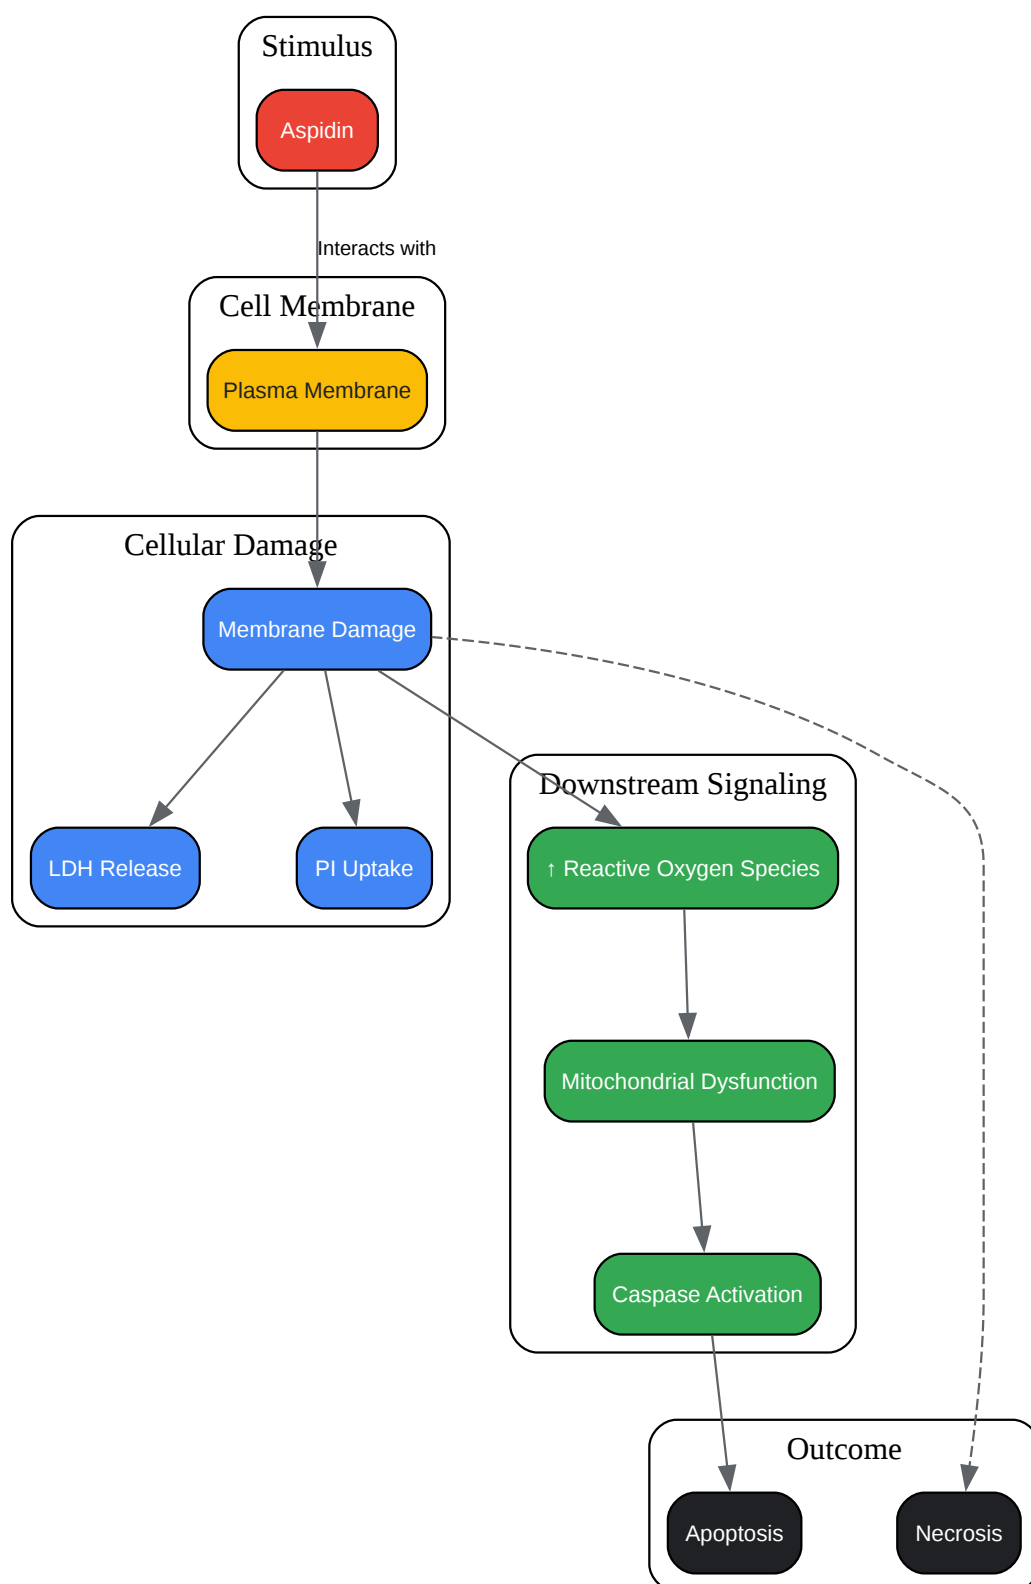 Stimulus
Aspidin
Interacts with
Cell Membrane
Plasma Membrane
Cellular Damage
Membrane Damage
Downstream Signaling
LDH Release
PI Uptake
↑ Reactive Oxygen Species
Mitochondrial Dysfunction
Caspase Activation
Outcome
Apoptosis
Necrosis